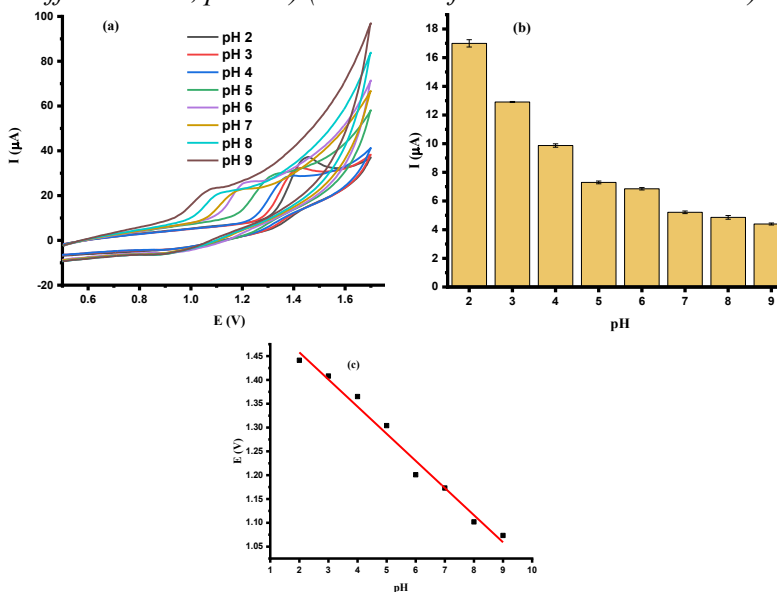 (a)
100
80
60
40
20
0
-20
I (µA)
pH 2
pH 3
pH 4
pH 5
pH 6
pH 7
pH 8
pH 9
0.6 0.8 1.0 1.2 1.4 1.6
E (V)
(b)
18
16
14
12
10
8
6
4
2
0
I (µA)
2 3 4 5 6 7 8 9
pH
(c)
1.45
1.40
1.35
1.30
1.25
1.20
1.15
1.10
1.05
E (V)
1 2 3 4 5 6 7 8 9 10
pH